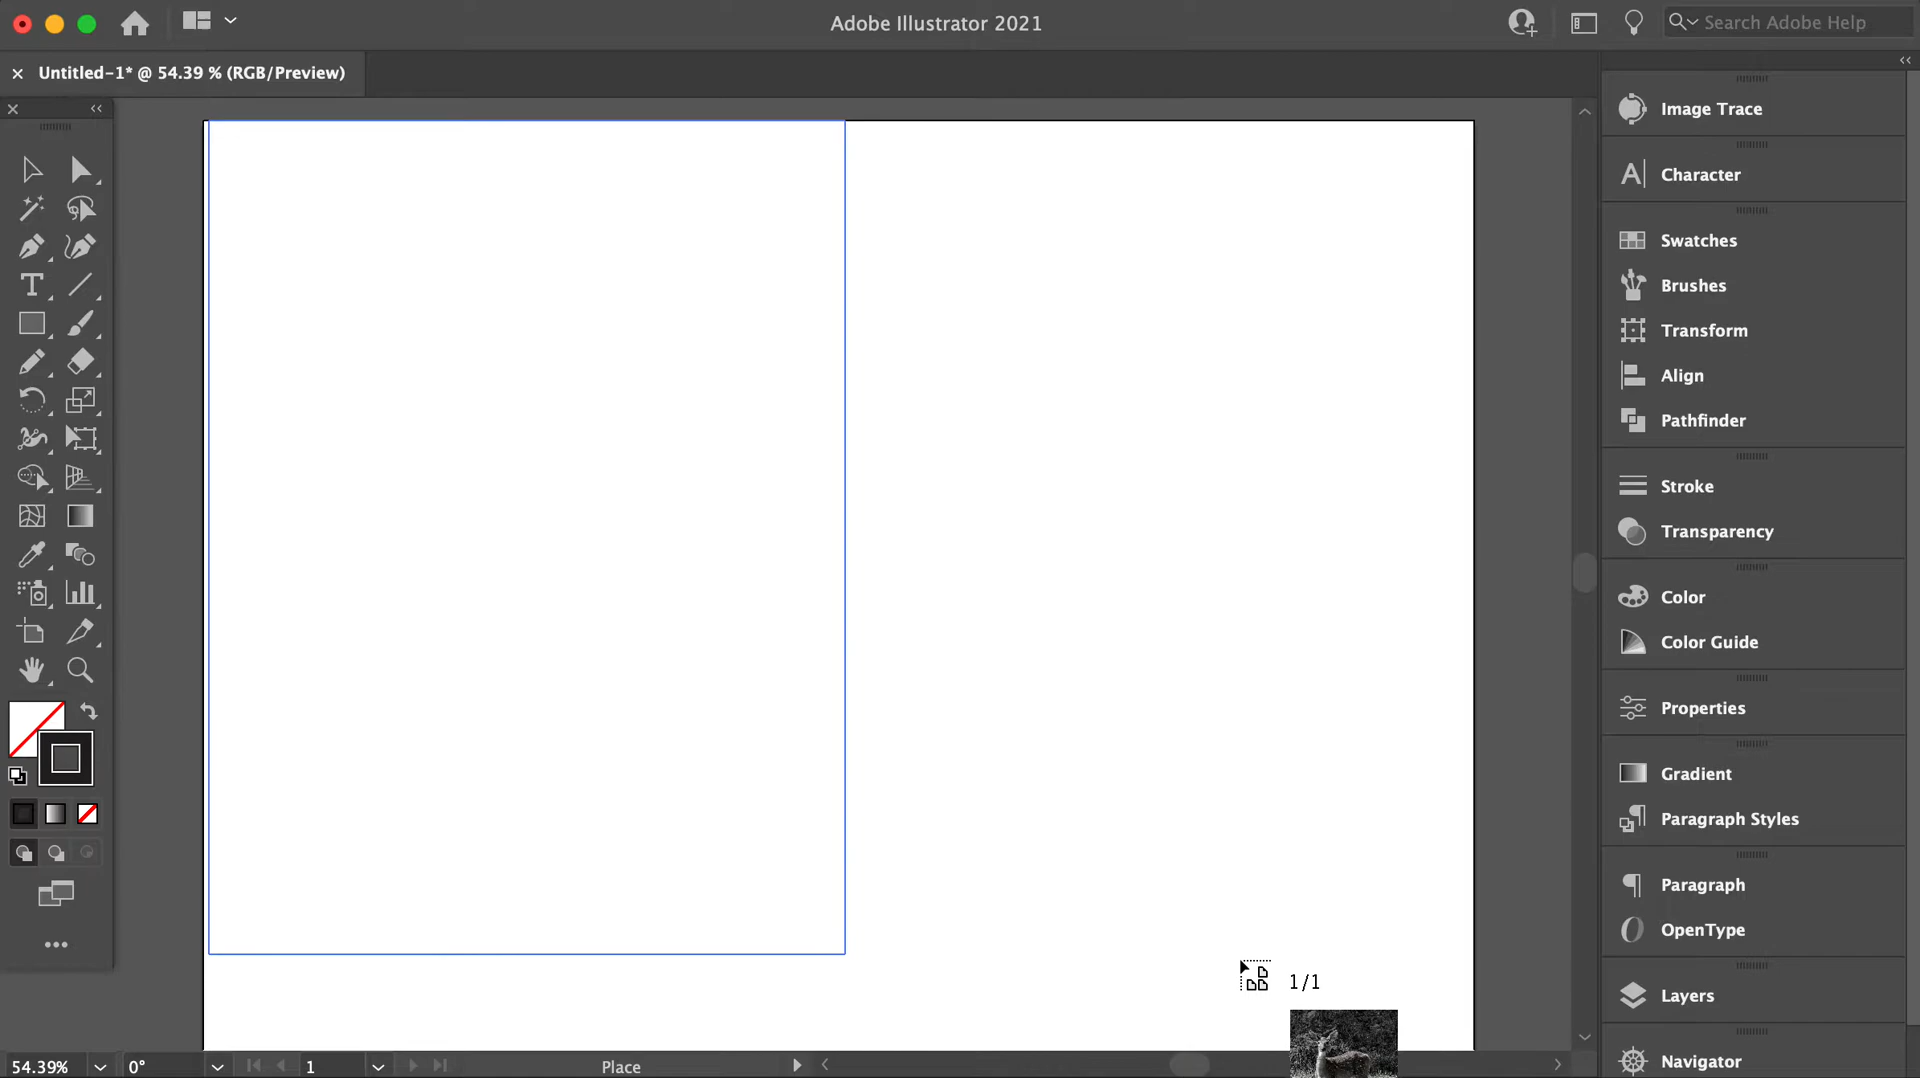 Adobe Illustrator 2021
Search Adobe Help
Untitled-1* @ 54.39 % (RGB/Preview)
Image Trace
Character
Swatches
Brushes
Transform
Align
Pathfinder
Stroke
Transparency
Color
Color Guide
Properties
Gradient
Paragraph Styles
Paragraph
OpenType
Layers
Navigator
1/1
54.39%
0°
1
Place